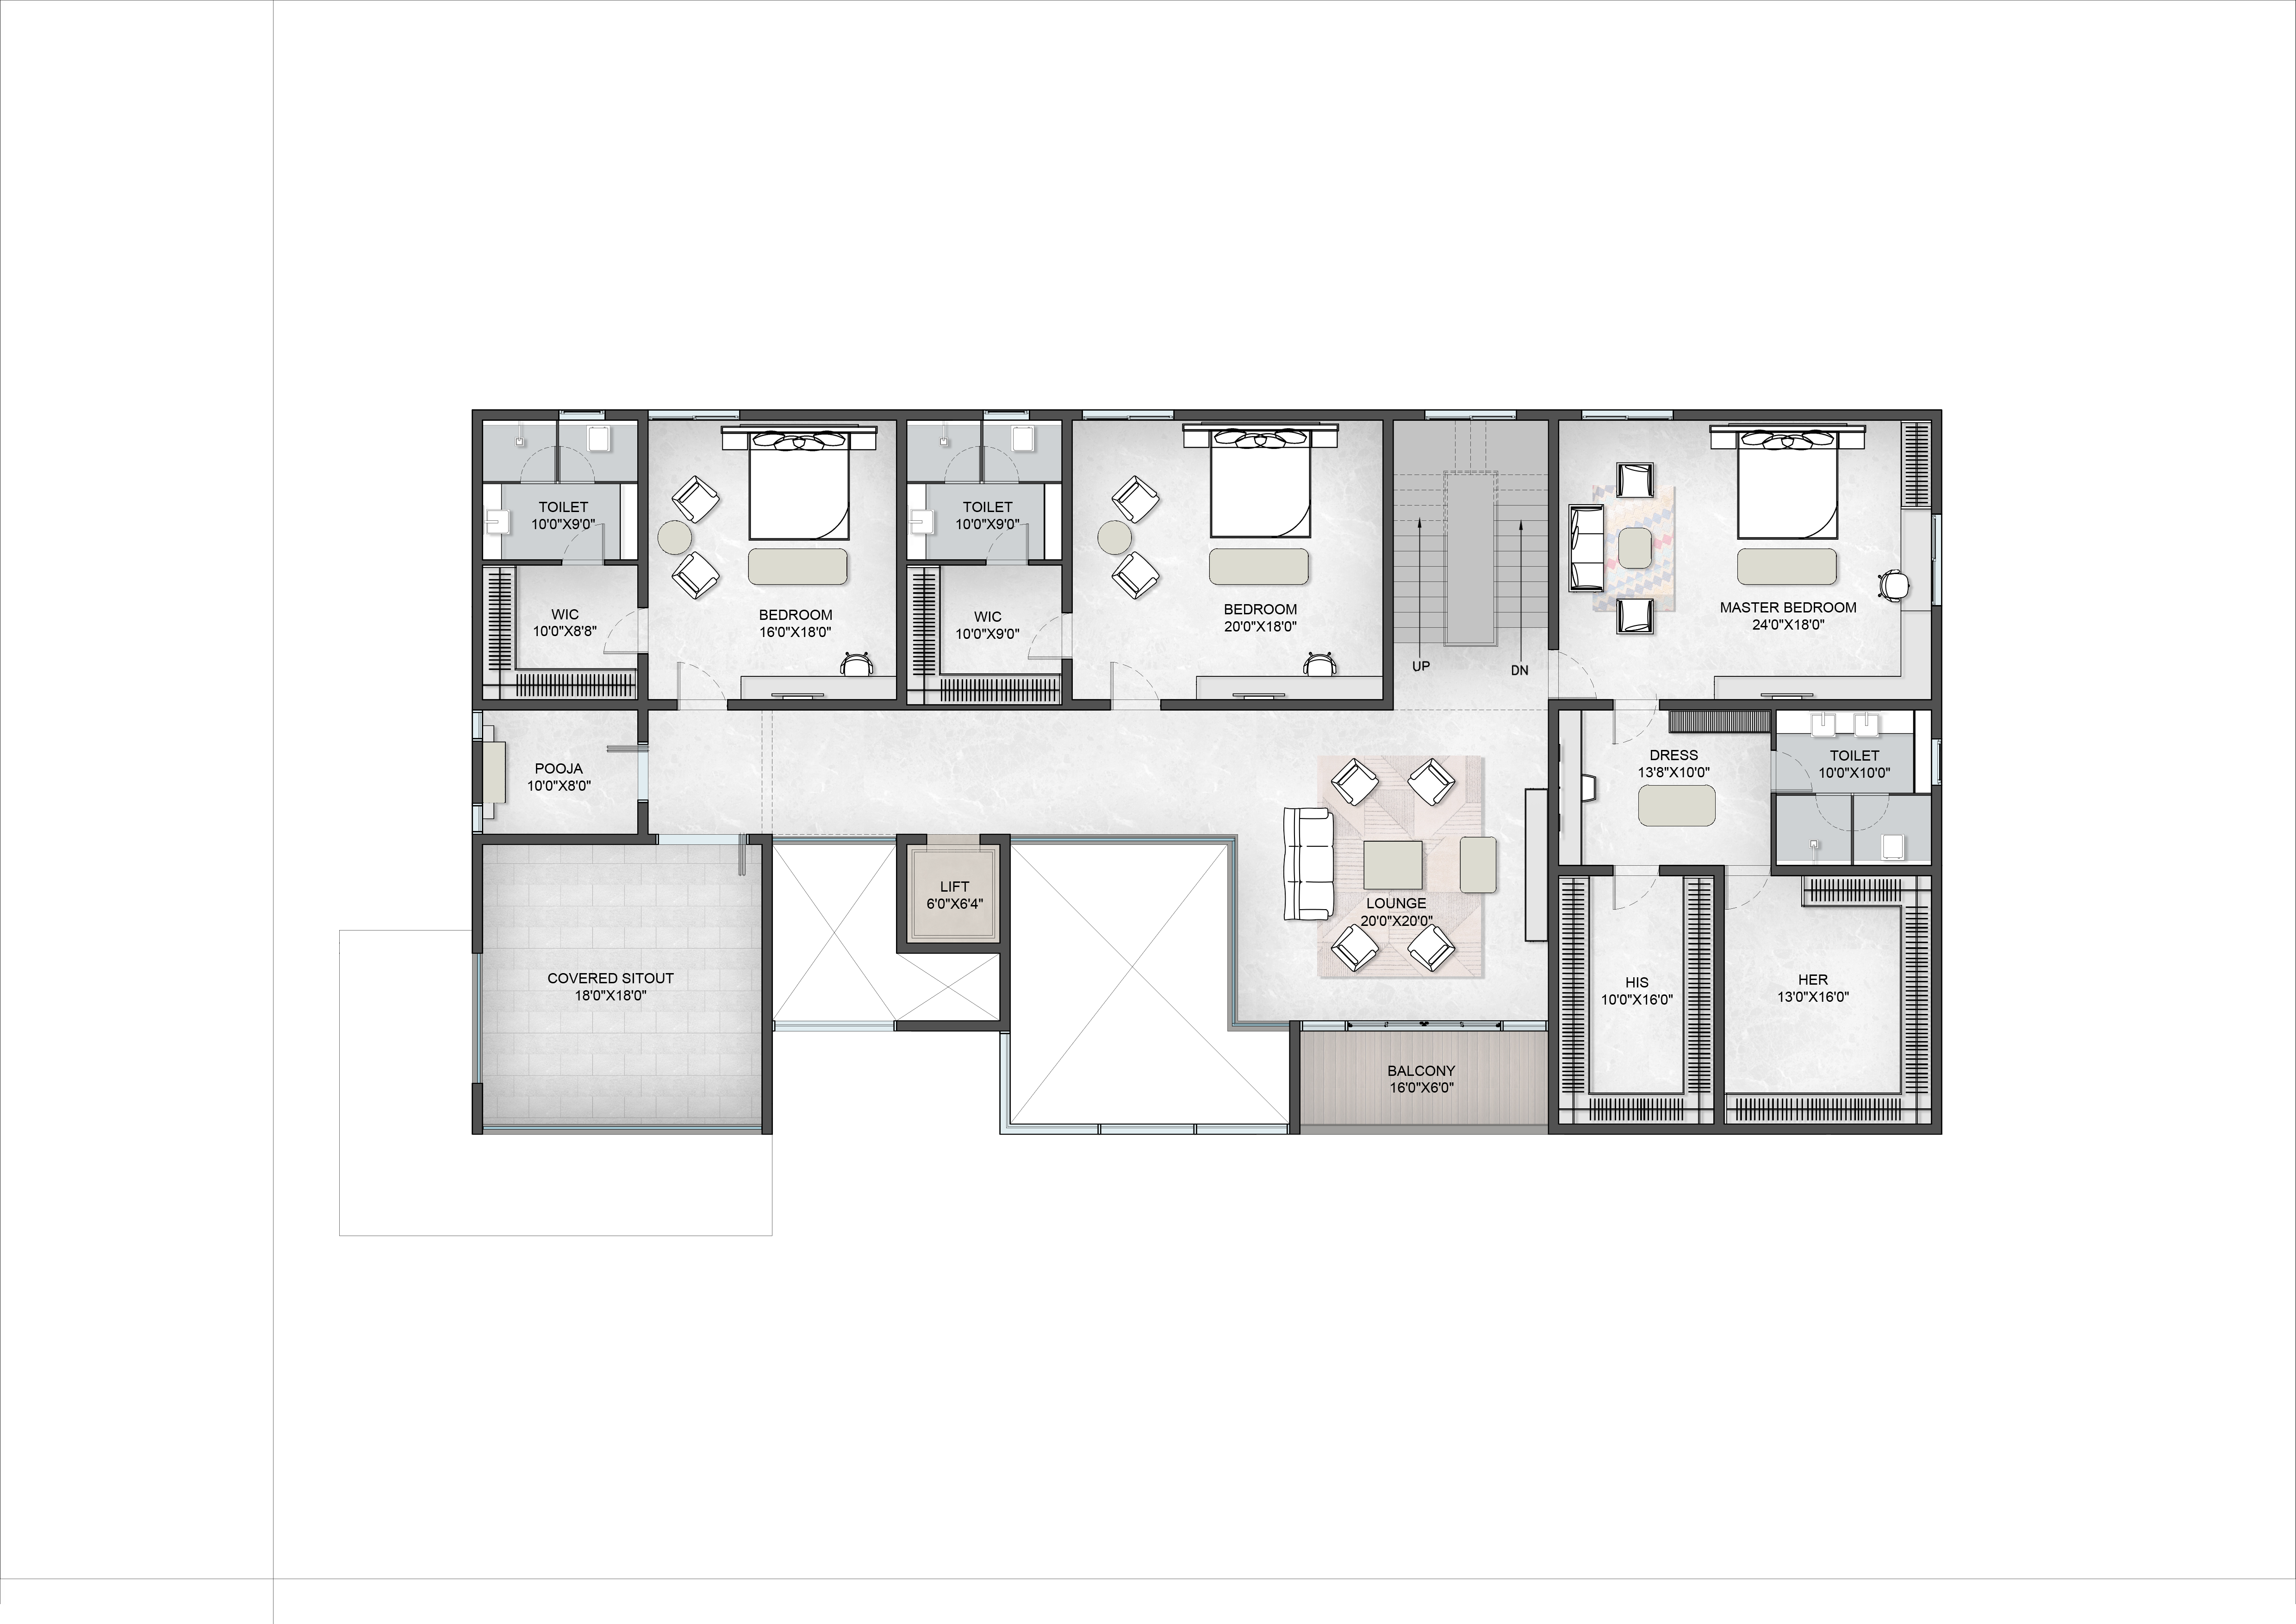 TOILET
10'0"X9'0"
WIC
10'0"X8'8"
BEDROOM
16'0"X18'0"
TOILET
10'0"X9'0"
WIC
10'0"X9'0"
BEDROOM
20'0"X18'0"
UP
DN
MASTER BEDROOM
24'0"X18'0"
POOJA
10'0"X8'0"
DRESS
13'8"X10'0"
TOILET
10'0"X10'0"
LIFT
6'0"X6'4"
LOUNGE
20'0"X20'0"
COVERED SITOUT
18'0"X18'0"
HIS
10'0"X16'0"
HER
13'0"X16'0"
BALCONY
16'0"X6'0"